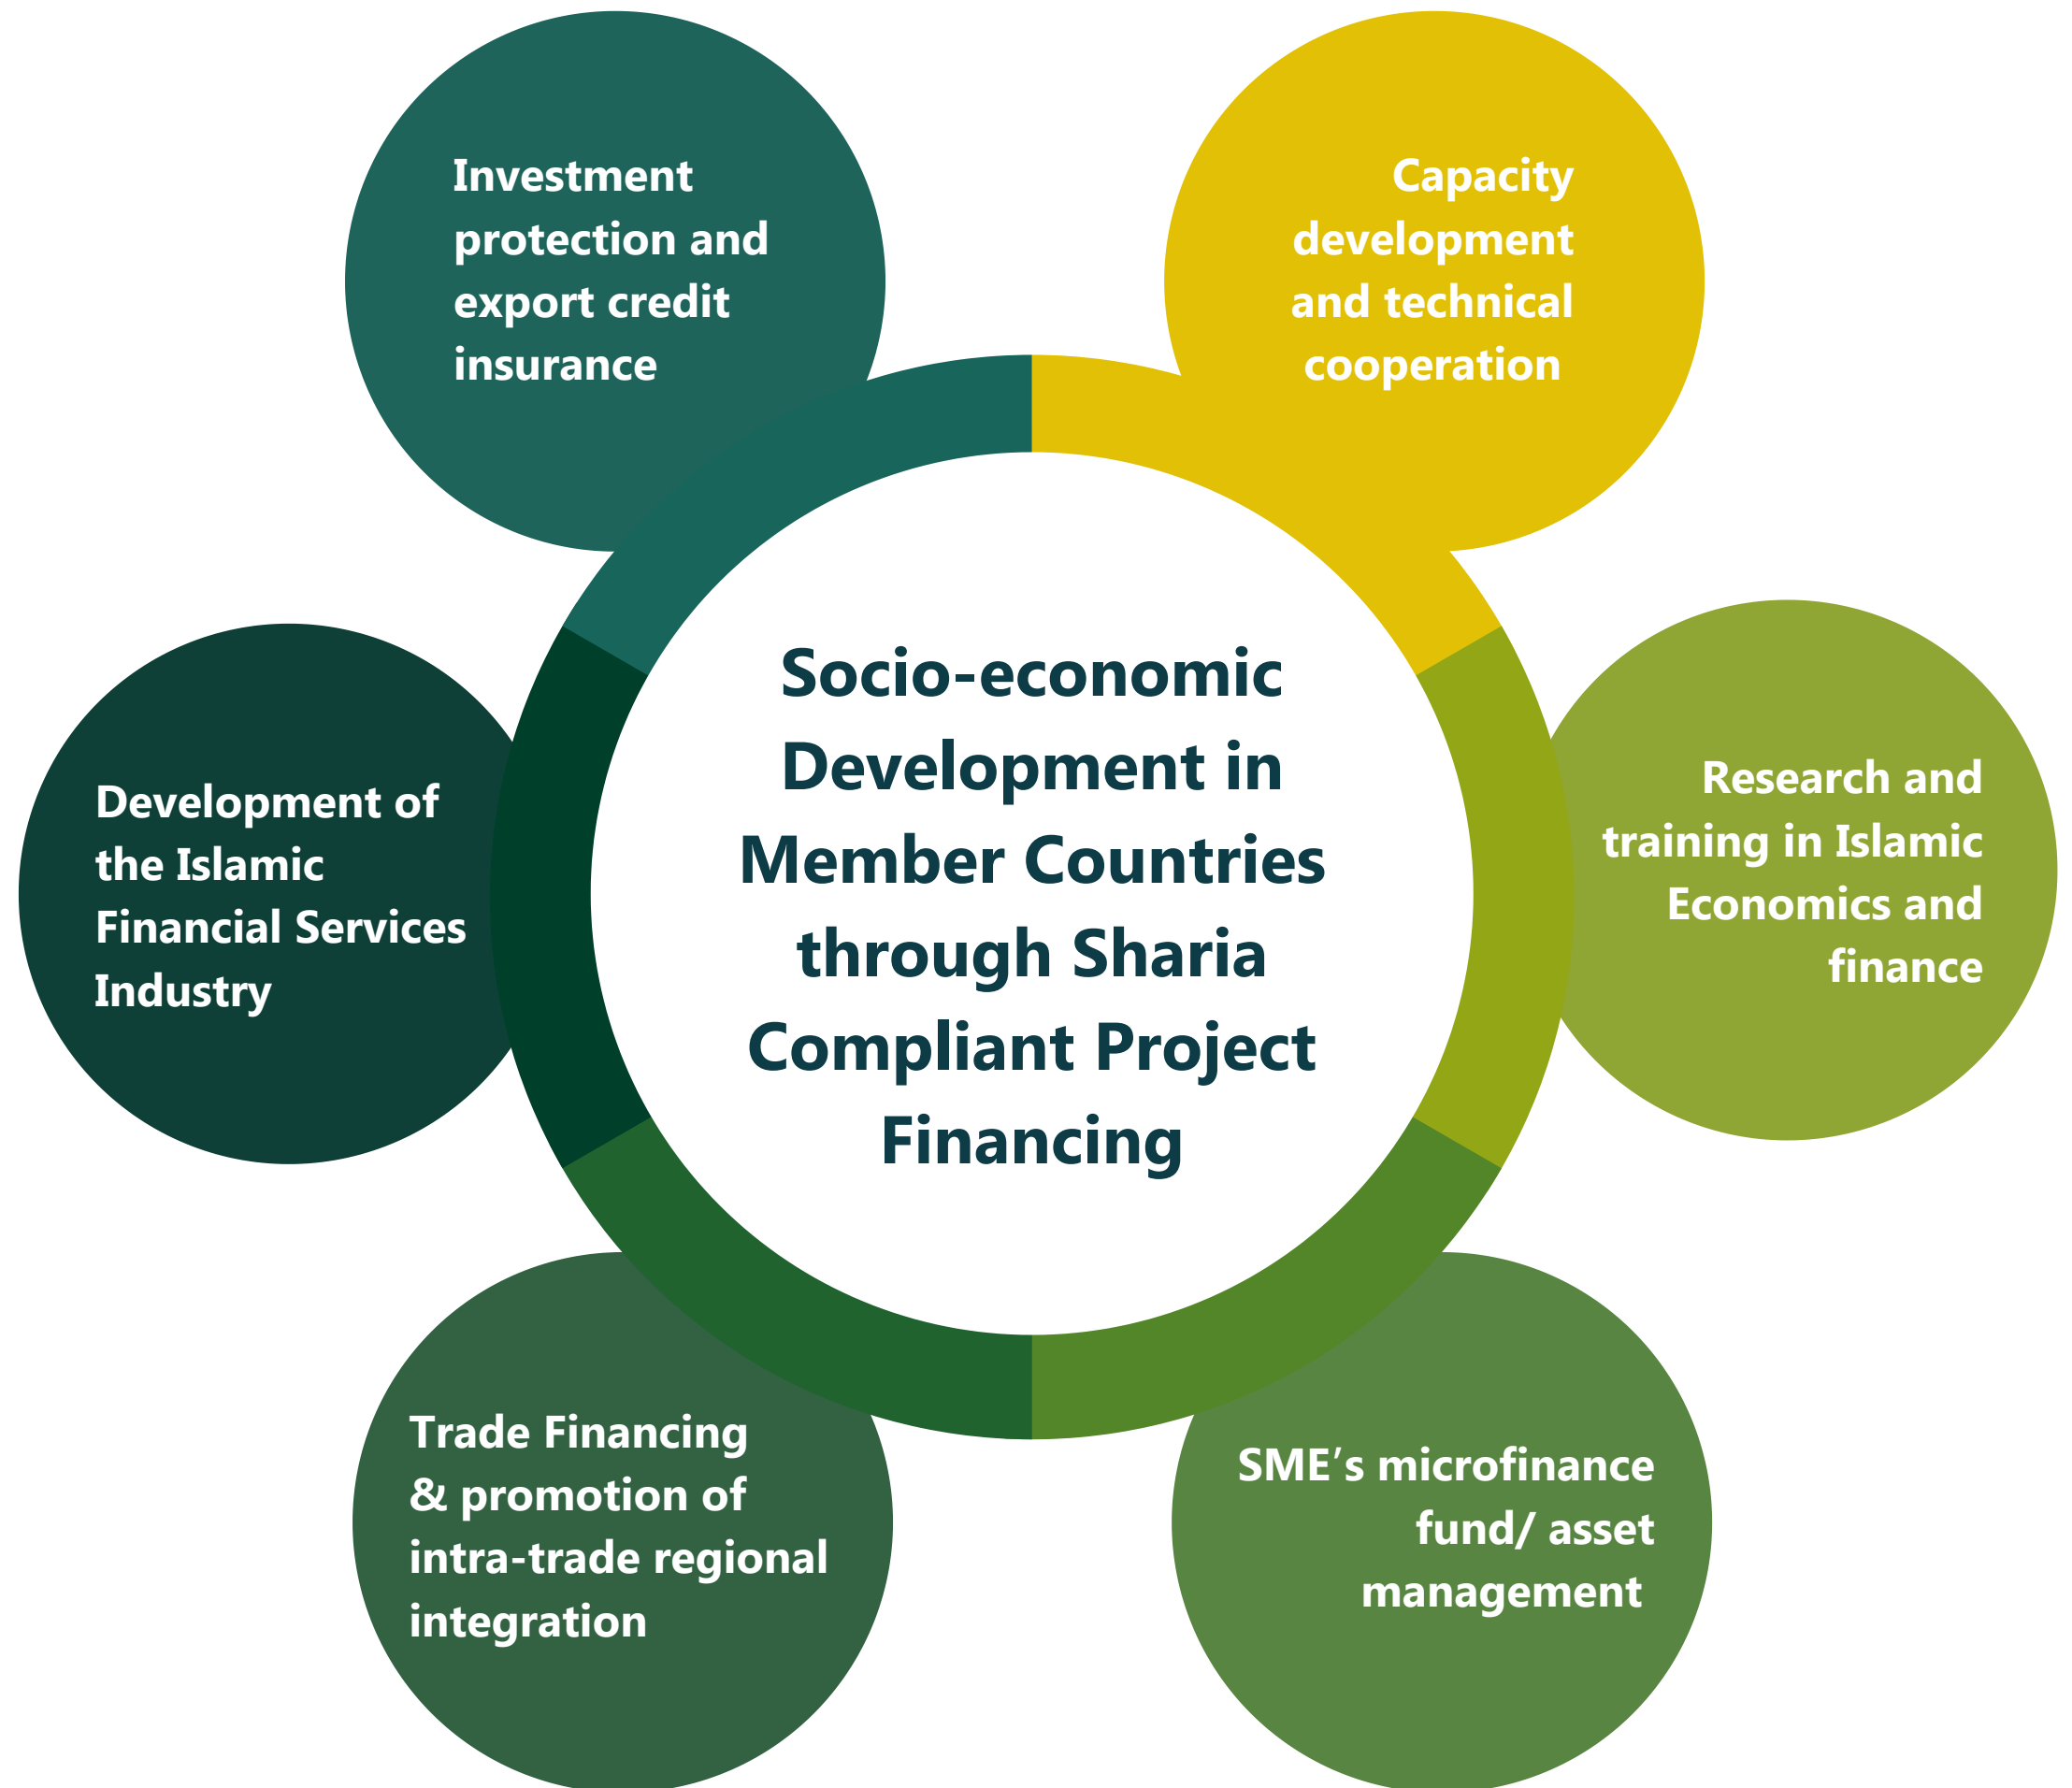 Investment
protection and
export credit
insurance
Capacity
development
and technical
cooperation
Development of
the Islamic
Financial Services
Industry
Socio-economic
Development in
Member Countries
through Sharia
Compliant Project
Financing
Research and
training in Islamic
Economics and
finance
Trade Financing
& promotion of
intra-trade regional
integration
SME’s microfinance
fund/ asset
management